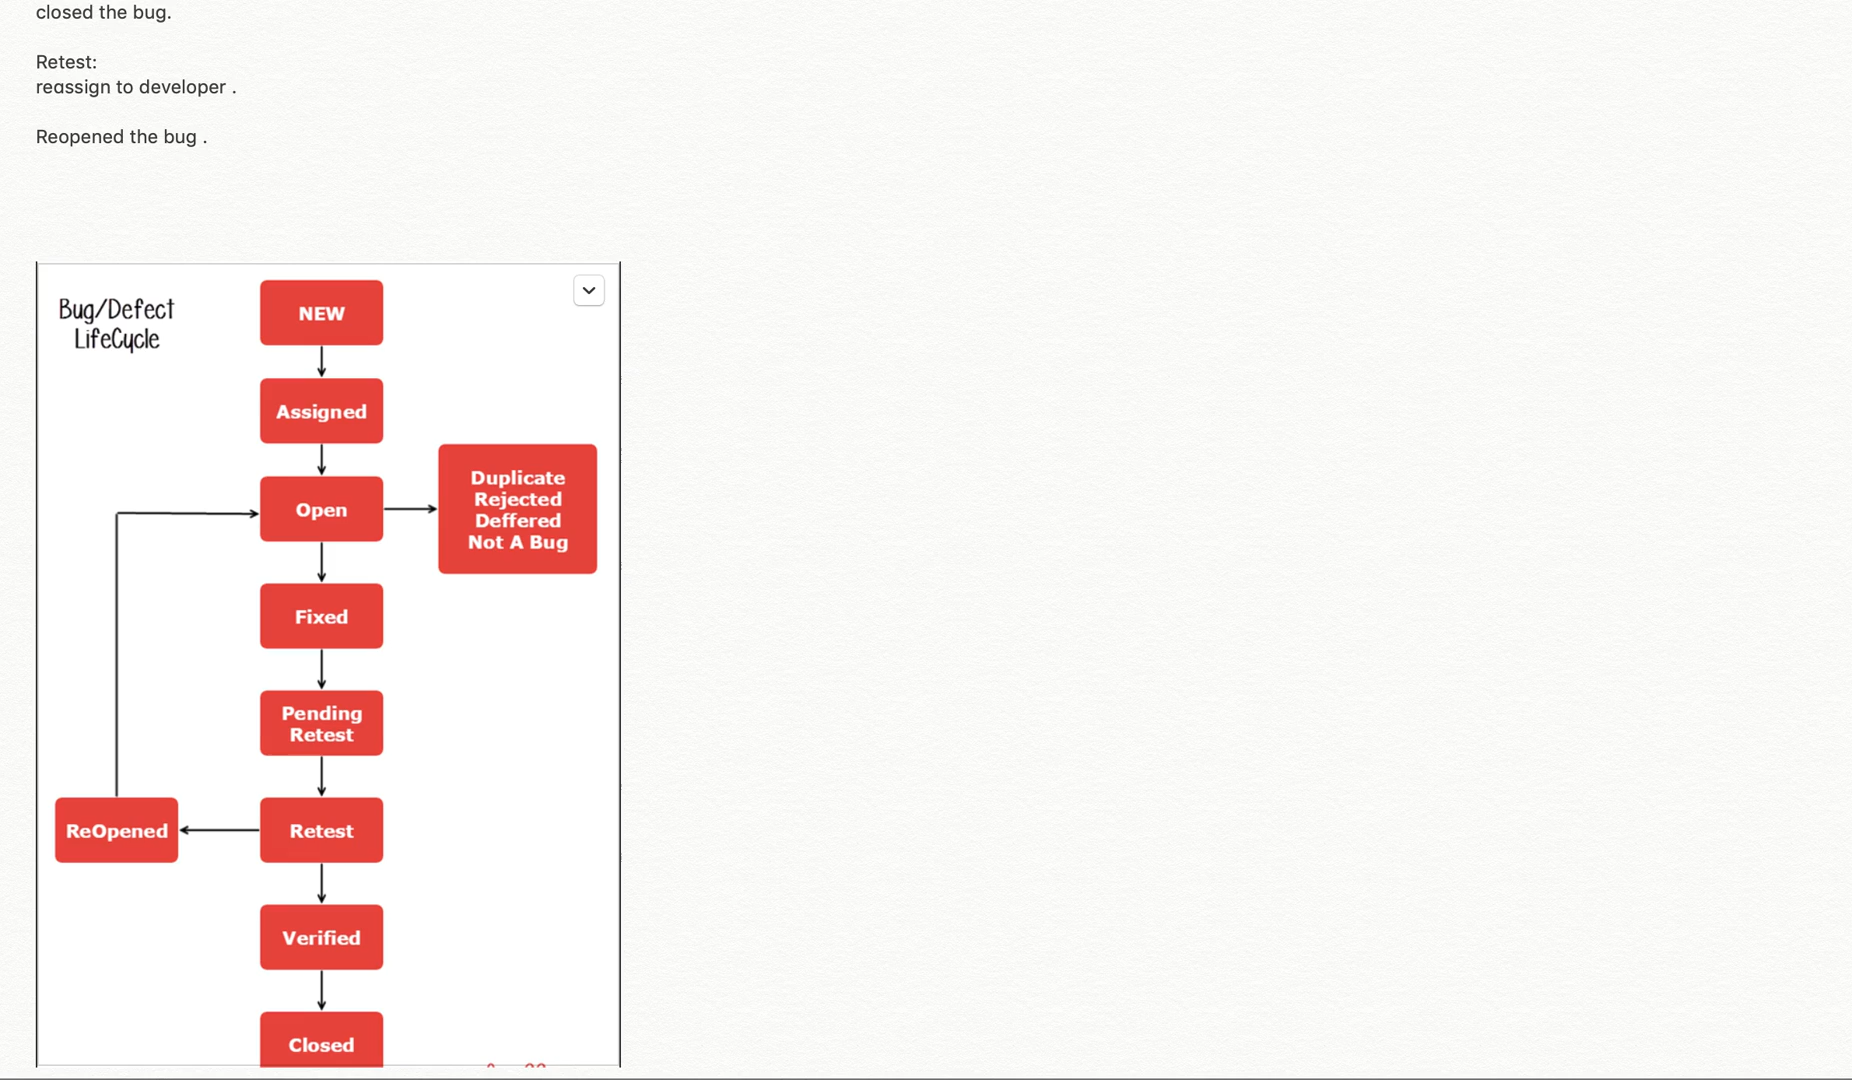 closed the bug.
Retest:
reassign to developer .
Reopened the bug .
Bug/Defect
LifeCycle
NEW
Assigned
Open
Duplicate
Rejected
Deffered
Not A Bug
Fixed
Pending
Retest
ReOpened
Retest
Verified
Closed